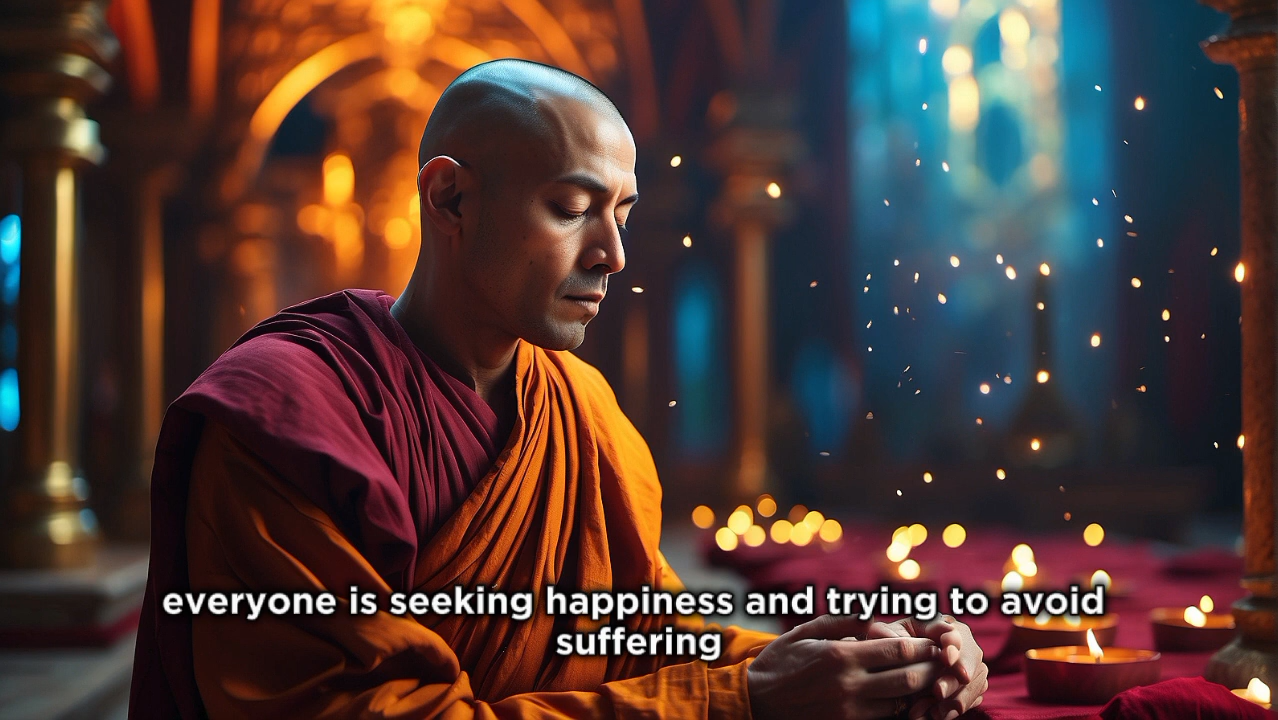 everyone is seeking happiness and trying to avoid
suffering